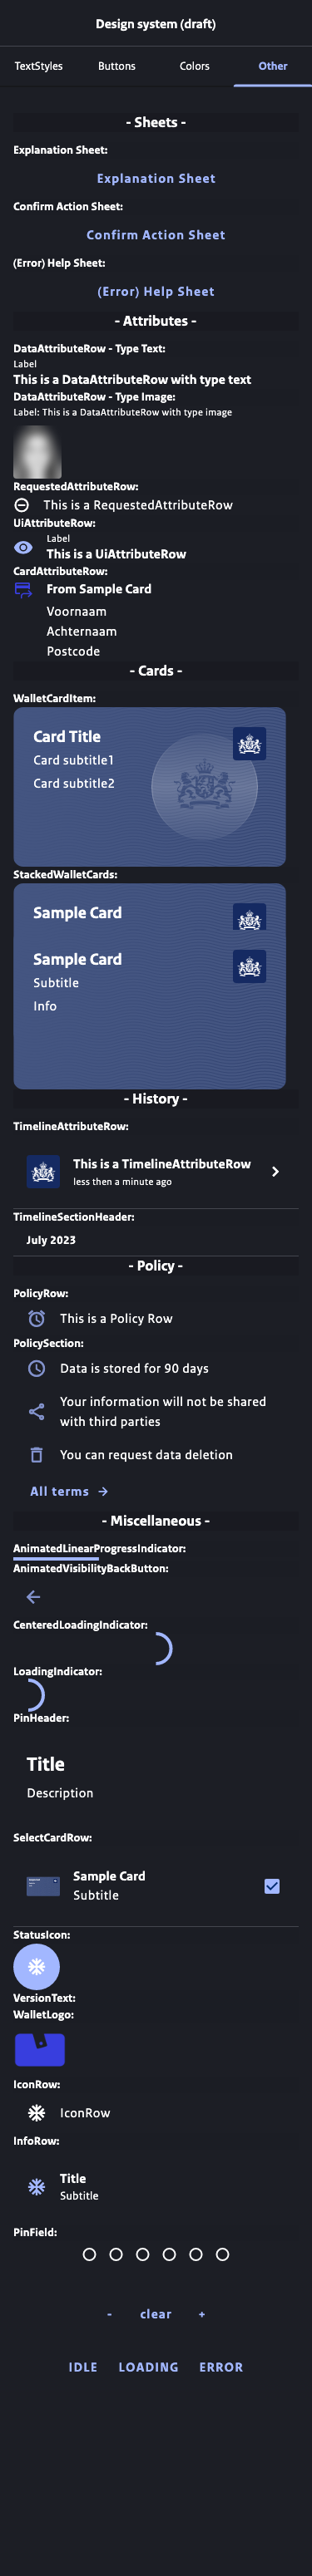 Design system (draft)
TextStyles
Buttons
Colors
Other
- Sheets -
Explanation Sheet:
Explanation Sheet
Confirm Action Sheet:
Confirm Action Sheet
(Error) Help Sheet:
(Error) Help Sheet
- Attributes -
DataAttributeRow - Type Text:
Label
This is a DataAttributeRow with type text
DataAttributeRow - Type Image:
Label: This is a DataAttributeRow with type image
RequestedAttributeRow:
This is a RequestedAttributeRow
UiAttributeRow:
Label
This is a UiAttributeRow
CardAttributeRow:
From Sample Card
Voornaam
Achternaam
Postcode
- Cards -
WalletCardItem:
Card Title
Card subtitle1
Card subtitle2
StackedWalletCards:
Sample Card
Sample Card
Subtitle
Info
- History -
TimelineAttributeRow:
This is a TimelineAttributeRow
less then a minute ago
TimelineSectionHeader:
July 2023
- Policy -
PolicyRow:
This is a Policy Row
PolicySection:
Data is stored for 90 days
Your information will not be shared
with third parties
You can request data deletion
All terms
- Miscellaneous -
AnimatedLinearProgressIndicator:
AnimatedVisibilityBackButton:
CenteredLoadingIndicator:
LoadingIndicator:
PinHeader:
Title
Description
SelectCardRow:
Sample Card
Subtitle
StatusIcon:
VersionText:
WalletLogo:
IconRow:
IconRow
InfoRow:
Title
Subtitle
PinField:
- clear +
IDLE LOADING ERROR